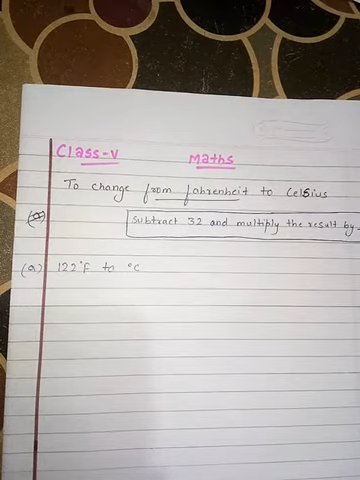 Class-V Maths
To change from fahrenheit to Celsius
(a)
Subtract 32 and multiply the result by
(a) 122°F to °C